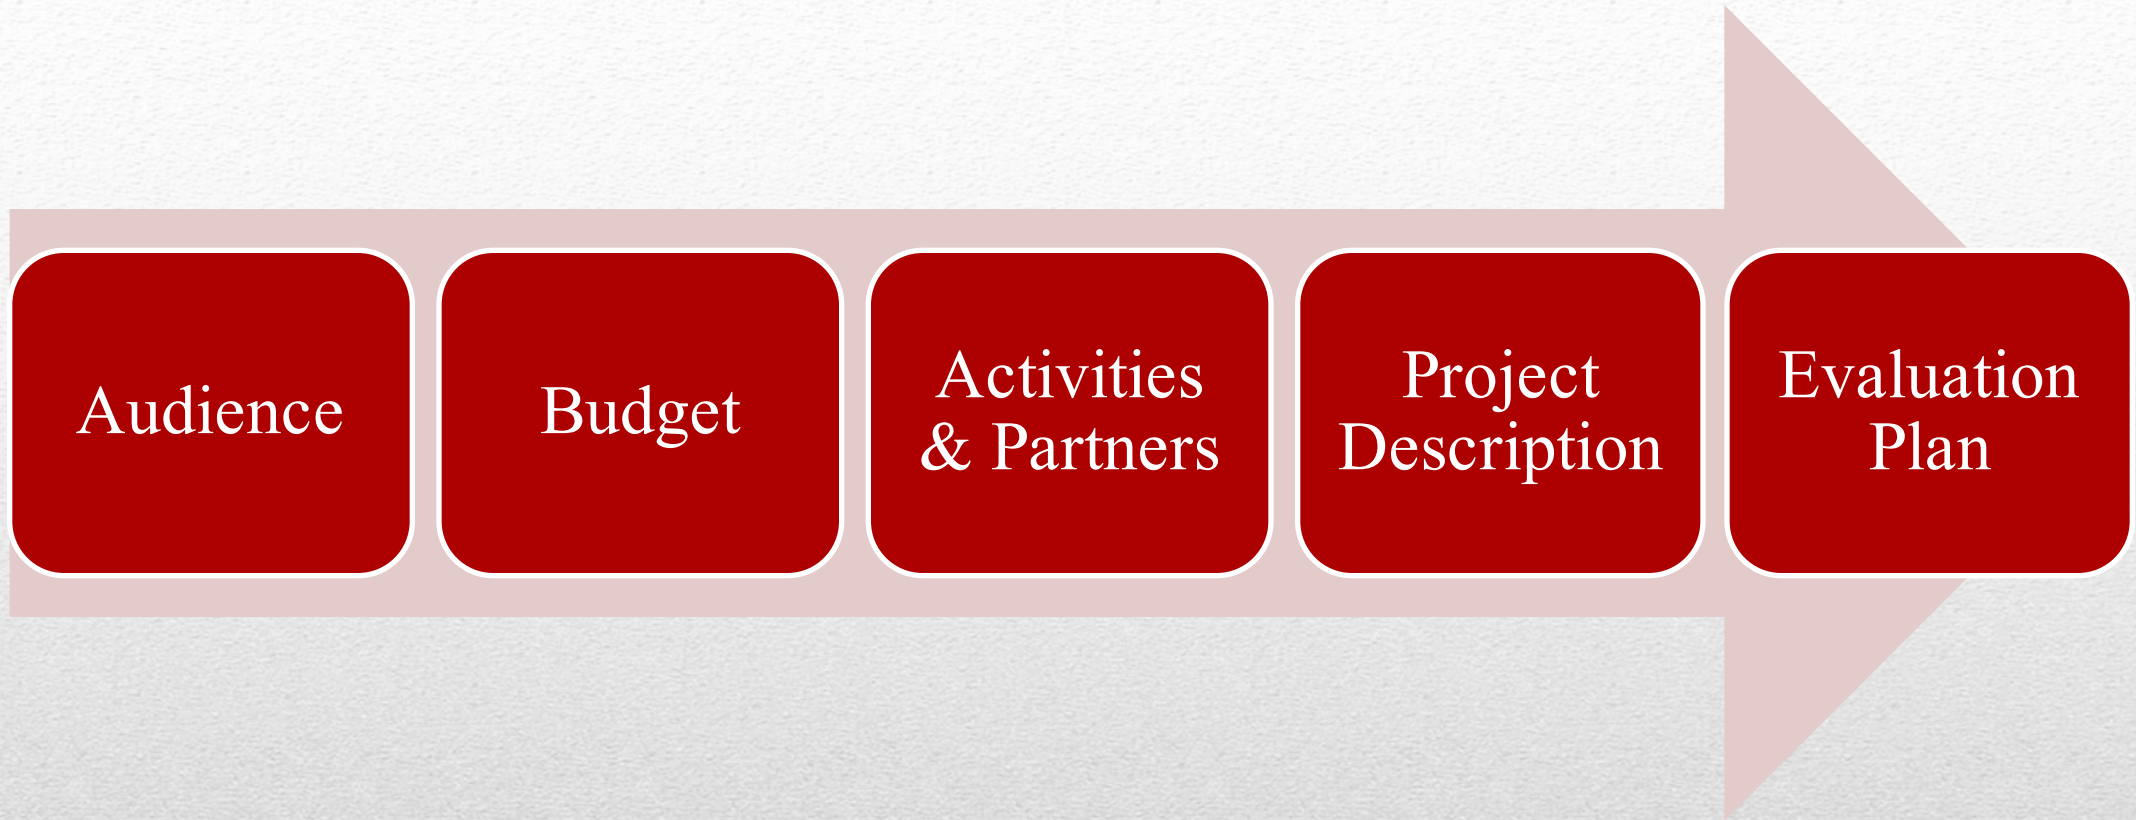 Audience
Budget
Activities
& Partners
Project
Description
Evaluation
Plan